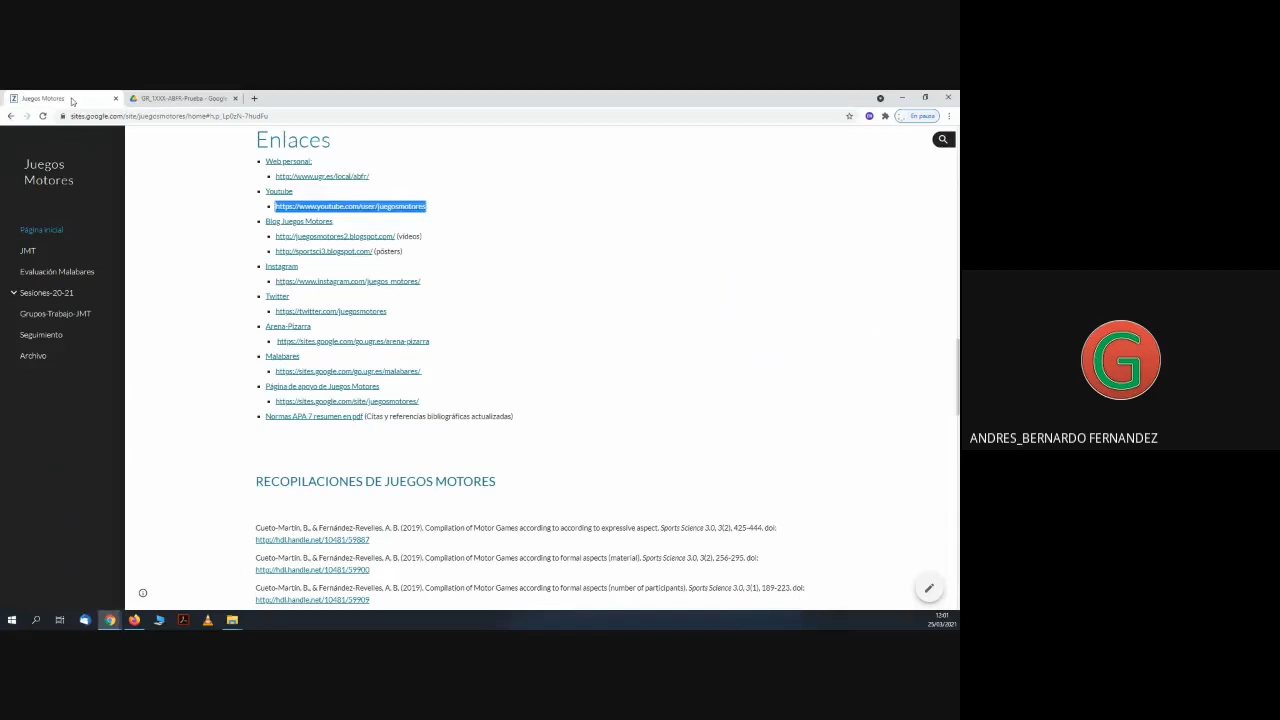 Juegos Motores
GR_1XXX-ABFR-Prueba - Google
sites.google.com/site/juegosmotores/home#h.p_Lp0zN-7hudFu
En pausa
Juegos
Motores
Página inicial
JMT
Evaluación Malabares
Sesiones-20-21
Grupos-Trabajo-JMT
Seguimiento
Archivo
Enlaces
Web personal:
http://www.ugr.es/local/abfr/
Youtube
https://www.youtube.com/user/juegosmotores
Blog Juegos Motores
http://juegosmotores2.blogspot.com/ (vídeos)
http://sportsci3.blogspot.com/ (pósters)
Instagram
https://www.instagram.com/juegos_motores/
Twitter
https://twitter.com/juegosmotores
Arena-Pizarra
https://sites.google.com/go.ugr.es/arena-pizarra
Malabares
https://sites.google.com/go.ugr.es/malabares/
Página de apoyo de Juegos Motores
https://sites.google.com/site/juegosmotores/
Normas APA 7 resumen en pdf (Citas y referencias bibliográficas actualizadas)
RECOPILACIONES DE JUEGOS MOTORES
Cueto-Martín, B., & Fernández-Revelles, A. B. (2019). Compilation of Motor Games according to according to expressive aspect. Sports Science 3.0, 3(2), 425-444. doi:
http://hdl.handle.net/10481/59887
Cueto-Martín, B., & Fernández-Revelles, A. B. (2019). Compilation of Motor Games according to formal aspects (material). Sports Science 3.0, 3(2), 256-295. doi:
http://hdl.handle.net/10481/59900
Cueto-Martín, B., & Fernández-Revelles, A. B. (2019). Compilation of Motor Games according to formal aspects (number of participants). Sports Science 3.0, 3(1), 189-223. doi:
http://hdl.handle.net/10481/59909
12:01
25/03/2021
G
ANDRES_BERNARDO FERNANDEZ